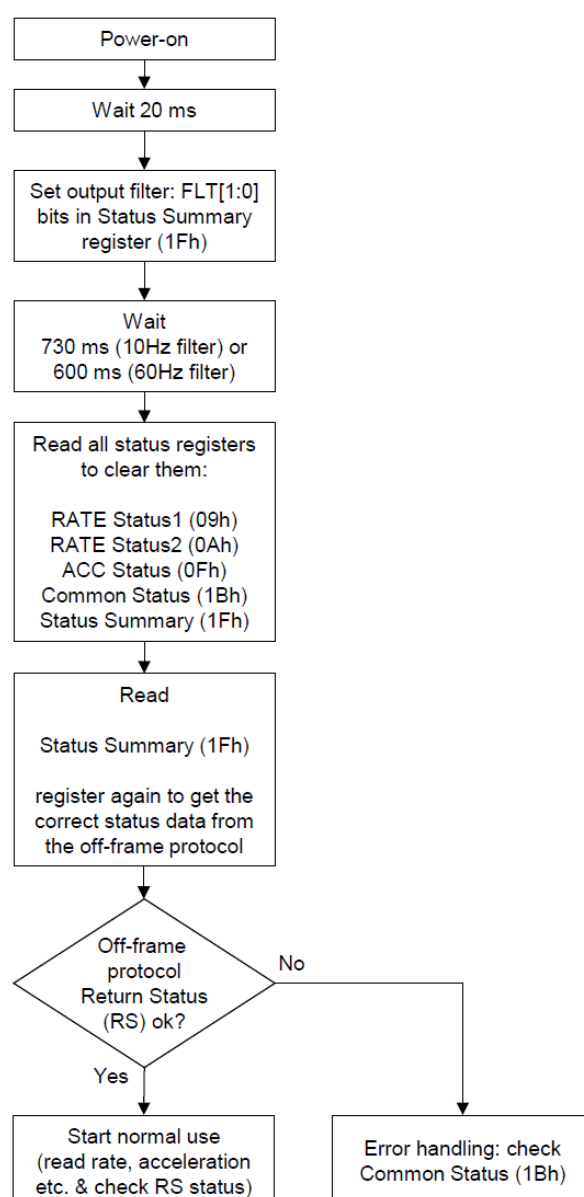 Power-on
Wait 20 ms
Set output filter: FLT[1:0]
bits in Status Summary
register (1Fh)
Wait
730 ms (10Hz filter) or
600 ms (60Hz filter)
Read all status registers
to clear them:
RATE Status1 (09h)
RATE Status2 (0Ah)
ACC Status (0Fh)
Common Status (1Bh)
Status Summary (1Fh)
Read
Status Summary (1Fh)
register again to get the
correct status data from
the off-frame protocol
Off-frame
protocol
Return Status
(RS) ok?
No
Yes
Start normal use
(read rate, acceleration
etc. & check RS status)
Error handling: check
Common Status (1Bh)